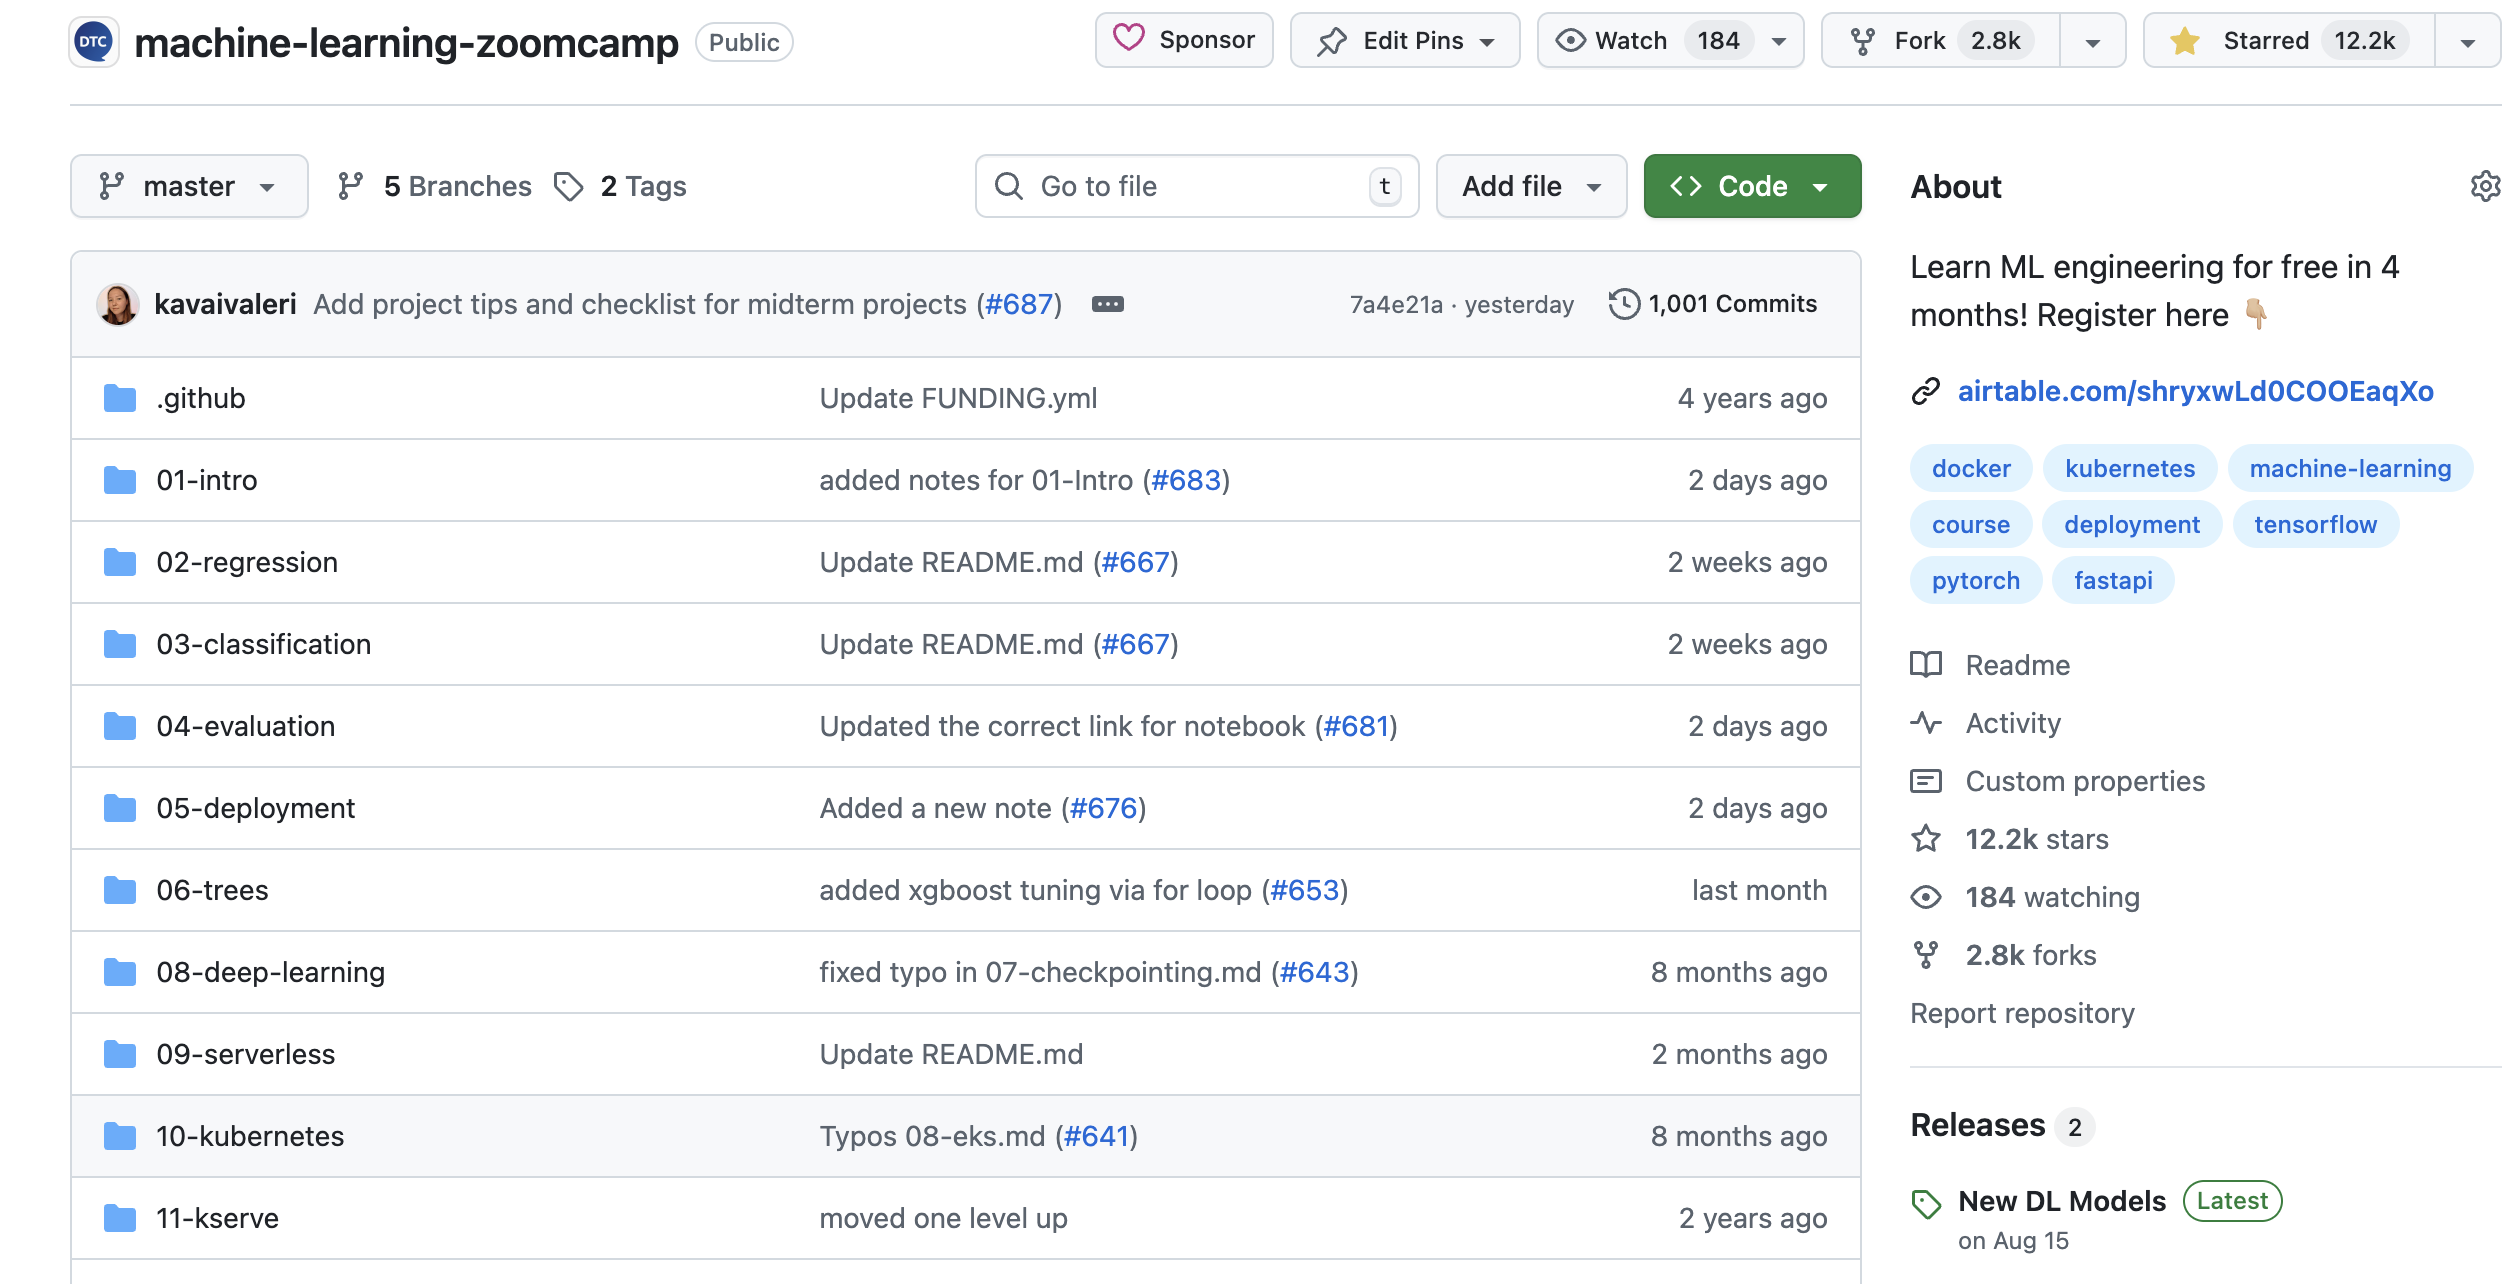 DTC machine-learning-zoomcamp Public Sponsor Edit Pins Watch 184 Fork 2.8k Starred 12.2k
master 5 Branches 2 Tags Go to file t Add file Code
kavaivaleri Add project tips and checklist for midterm projects (#687) 7a4e21a · yesterday 1,001 Commits
.github Update FUNDING.yml 4 years ago
01-intro added notes for 01-Intro (#683) 2 days ago
02-regression Update README.md (#667) 2 weeks ago
03-classification Update README.md (#667) 2 weeks ago
04-evaluation Updated the correct link for notebook (#681) 2 days ago
05-deployment Added a new note (#676) 2 days ago
06-trees added xgboost tuning via for loop (#653) last month
08-deep-learning fixed typo in 07-checkpointing.md (#643) 8 months ago
09-serverless Update README.md 2 months ago
10-kubernetes Typos 08-eks.md (#641) 8 months ago
11-kserve moved one level up 2 years ago
About
Learn ML engineering for free in 4
months! Register here 👇🏼
airtable.com/shryxwLd0COOEaqXo
docker kubernetes machine-learning
course deployment tensorflow
pytorch fastapi
Readme
Activity
Custom properties
12.2k stars
184 watching
2.8k forks
Report repository
Releases 2
New DL Models Latest
on Aug 15